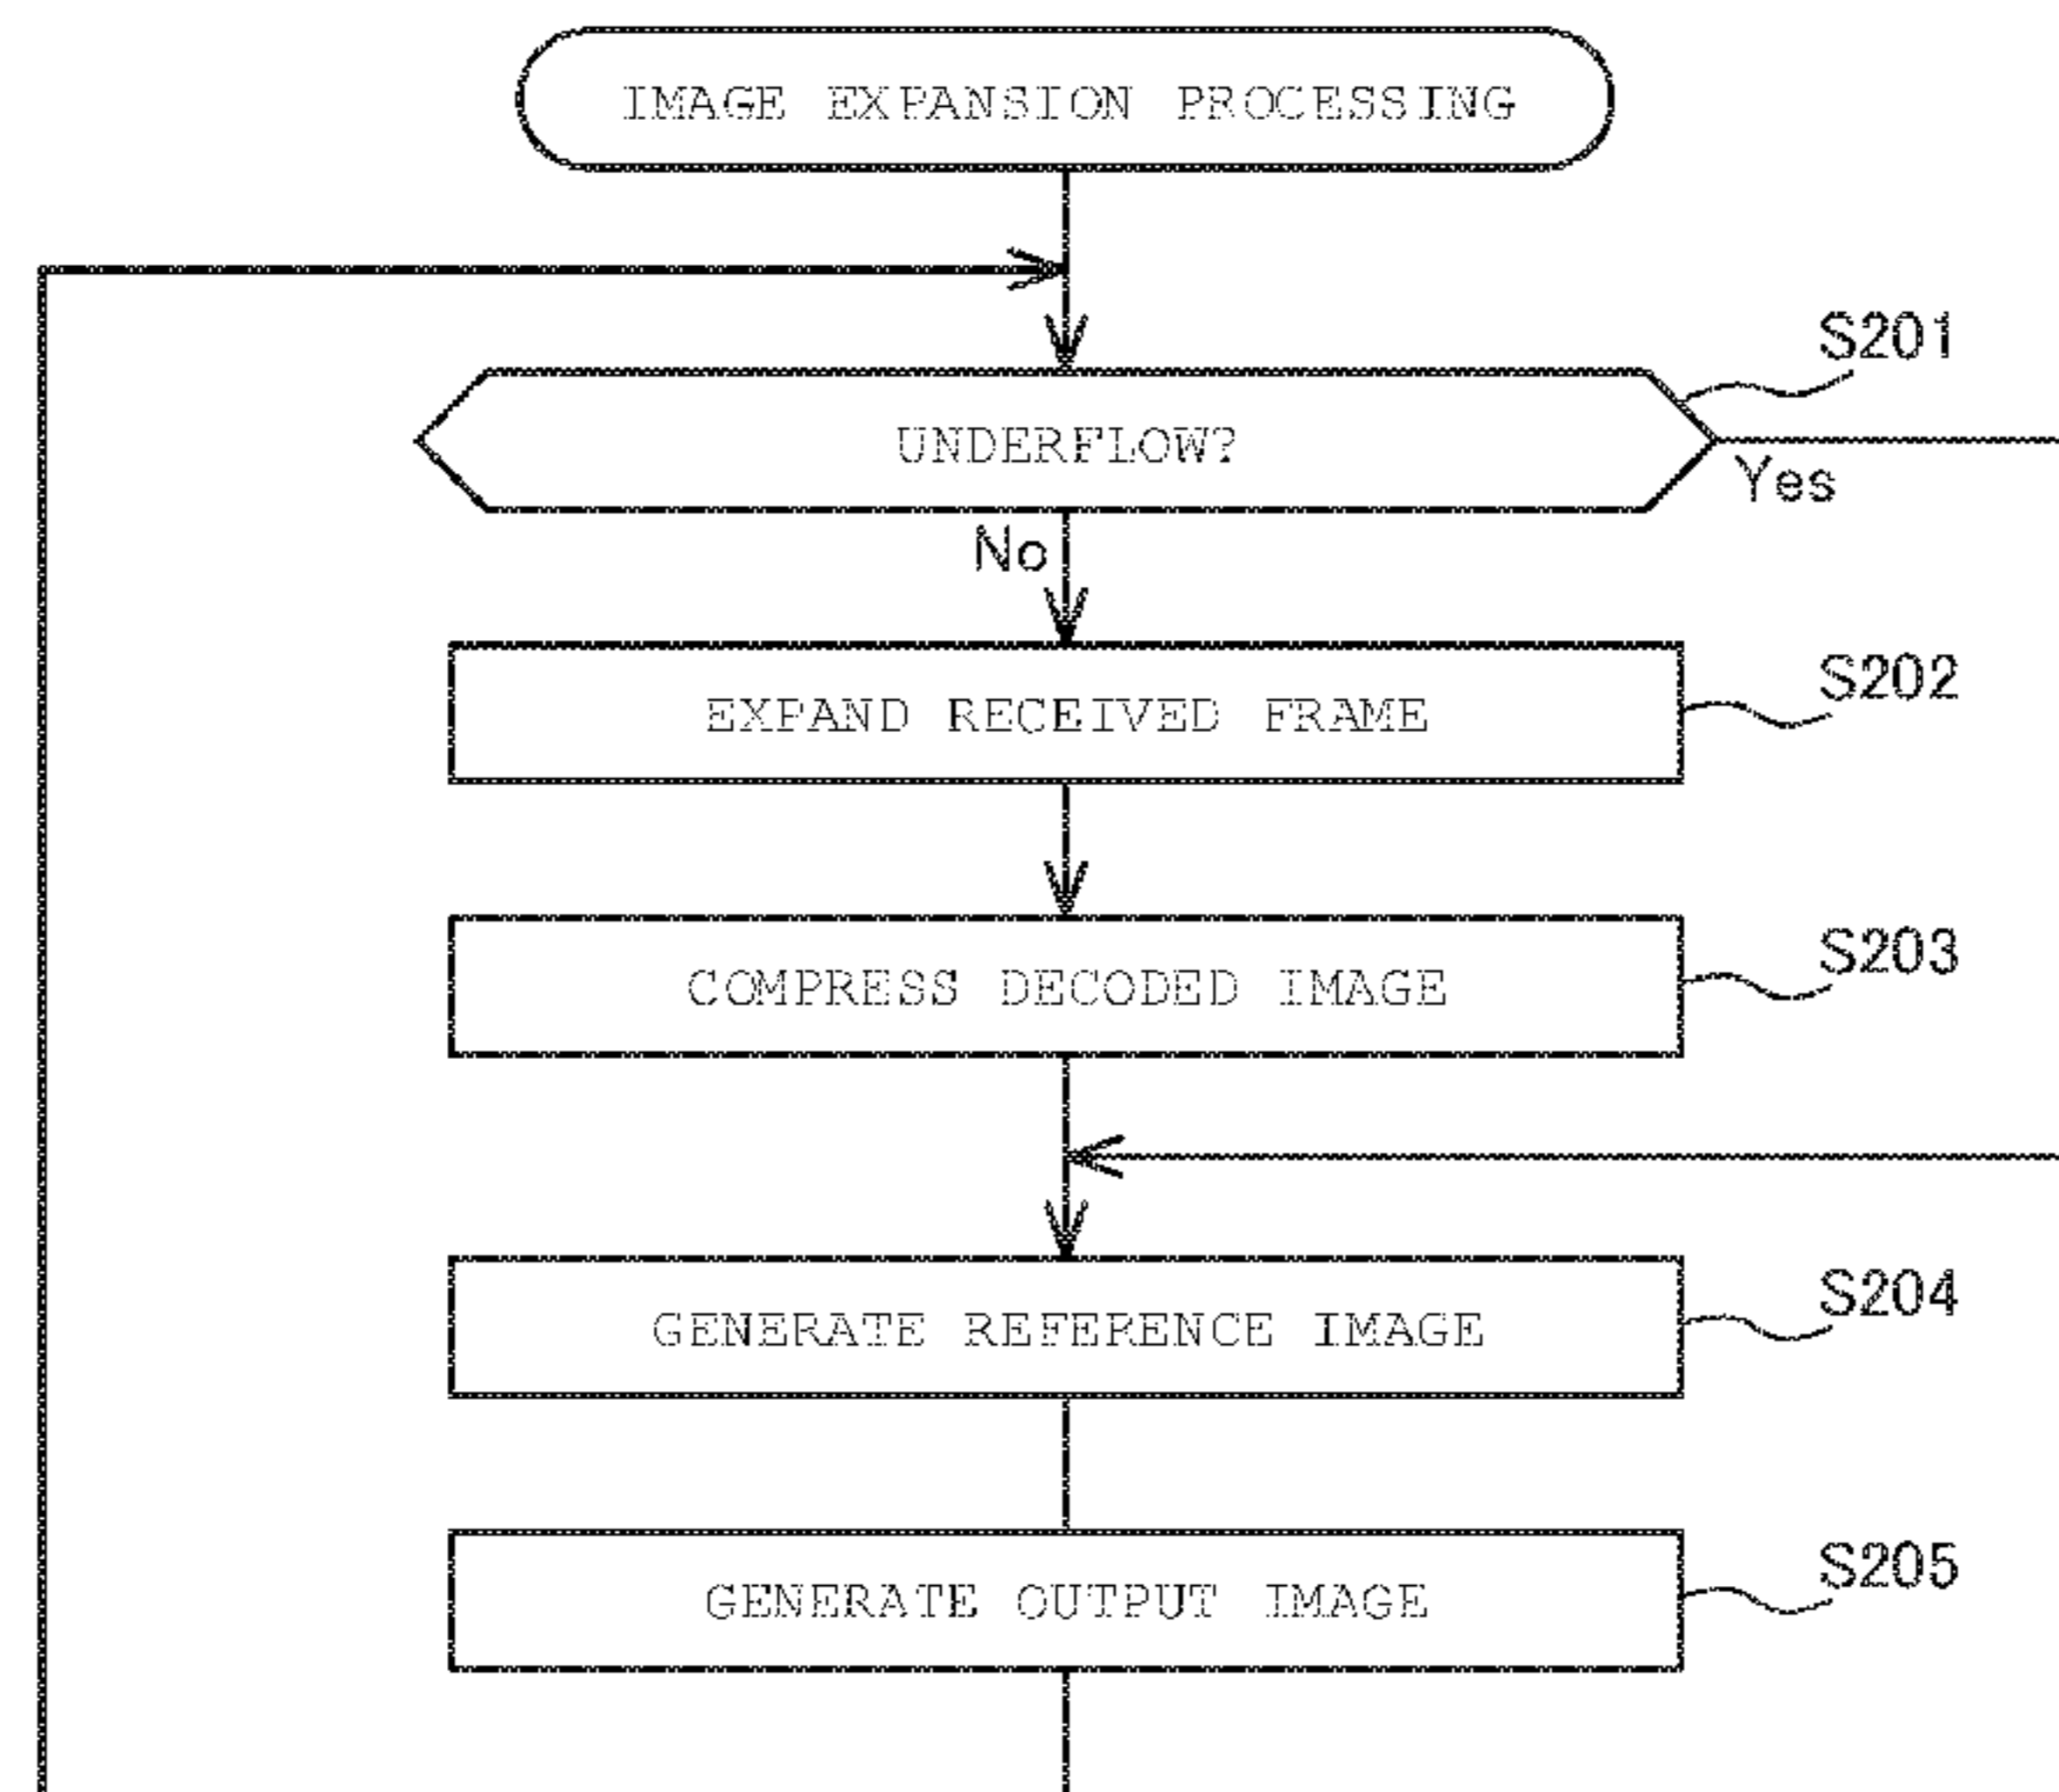 IMAGE EXPANSION PROCESSING
S201
UNDERFLOW?
Yes
No
S202
EXPAND RECEIVED FRAME
S203
COMPRESS DECODED IMAGE
S204
GENERATE REFERENCE IMAGE
S205
GENERATE OUTPUT IMAGE